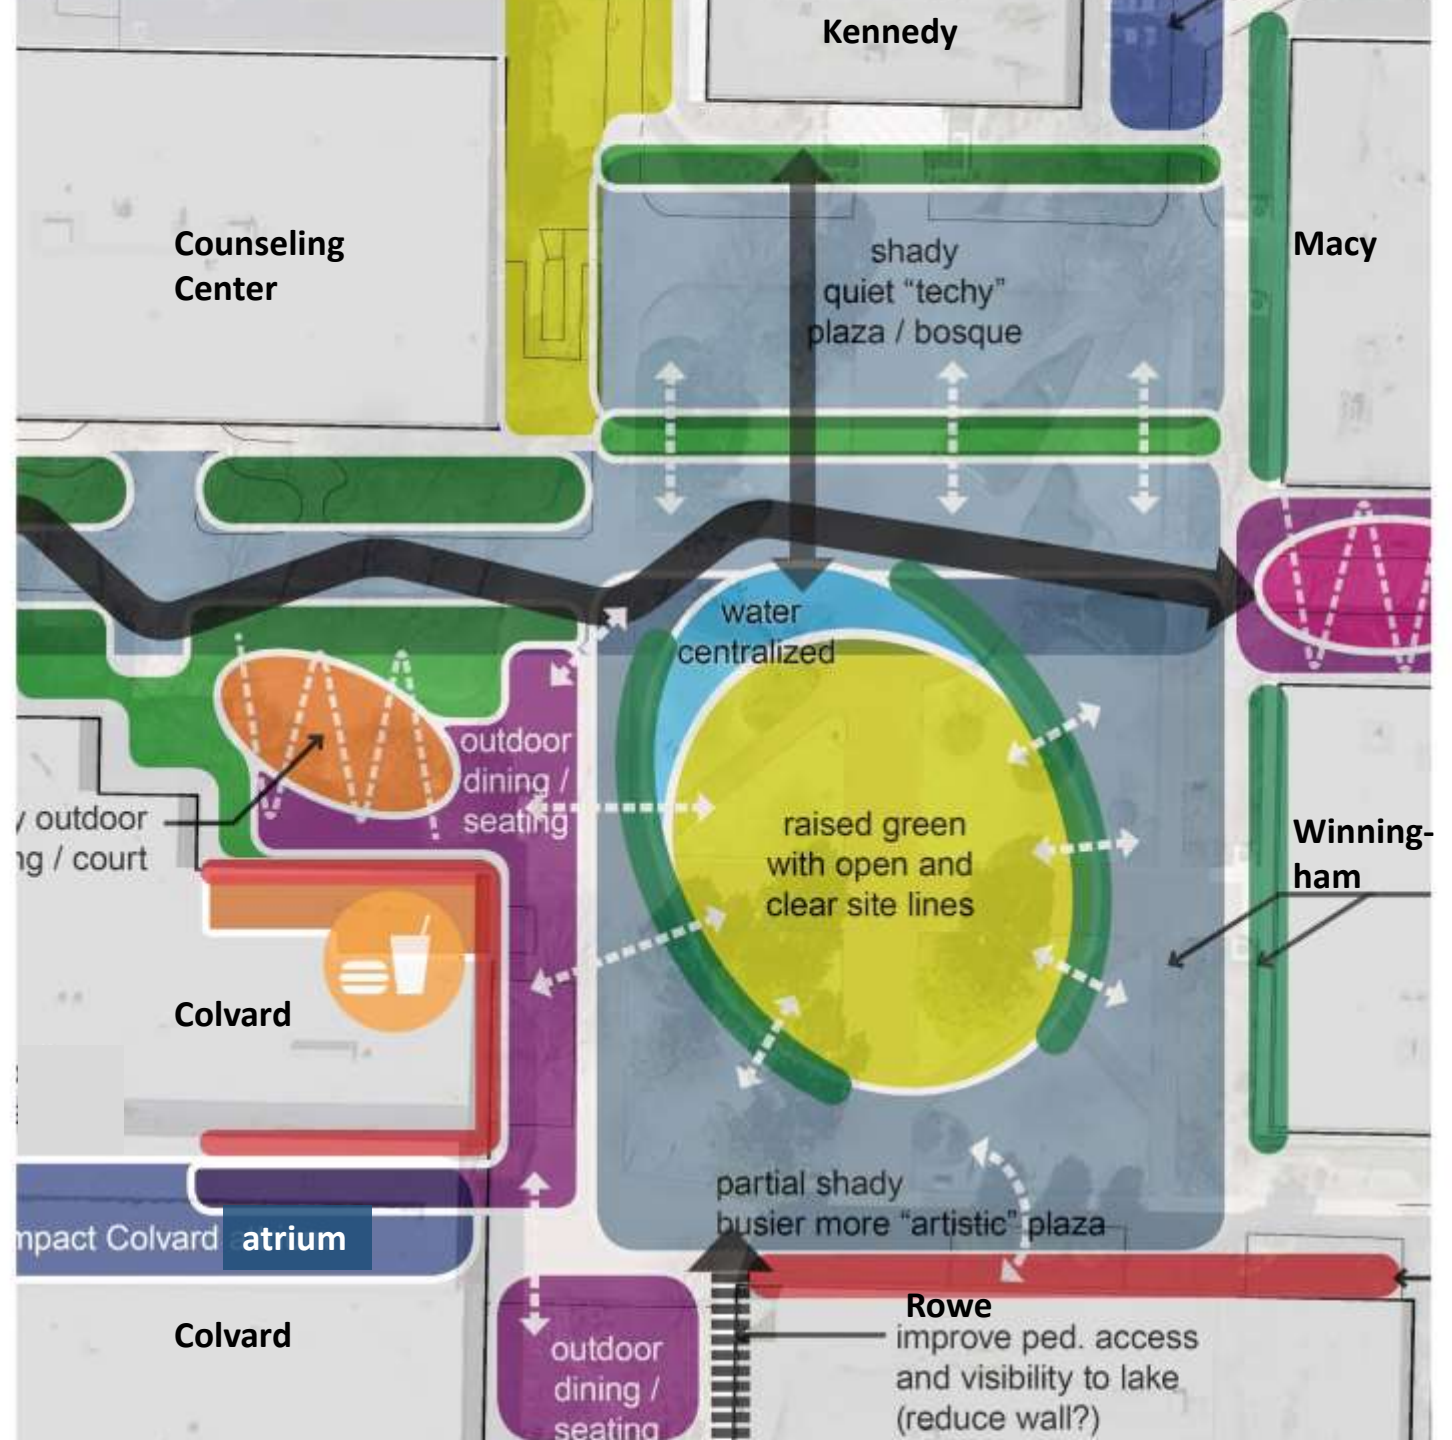 Kennedy
Counseling
Center
shady
quiet “techy”
plaza / bosque
Macy
water
centralized
outdoor
dining /
seating
y outdoor
ng / court
raised green
with open and
clear site lines
Winning-
ham
Colvard
partial shady
busier more “artistic” plaza
mpact Colvard atrium
Rowe
Colvard
improve ped. access
and visibility to lake
(reduce wall?)
outdoor
dining /
seating